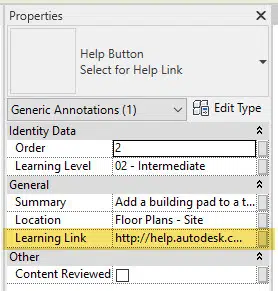 Properties
Help Button
Select for Help Link
Generic Annotations (1)
Edit Type
Identity Data
Order 2
Learning Level 02 - Intermediate
General
Summary Add a building pad to a t...
Location Floor Plans - Site
Learning Link http://help.autodesk.c...
Other
Content Reviewed